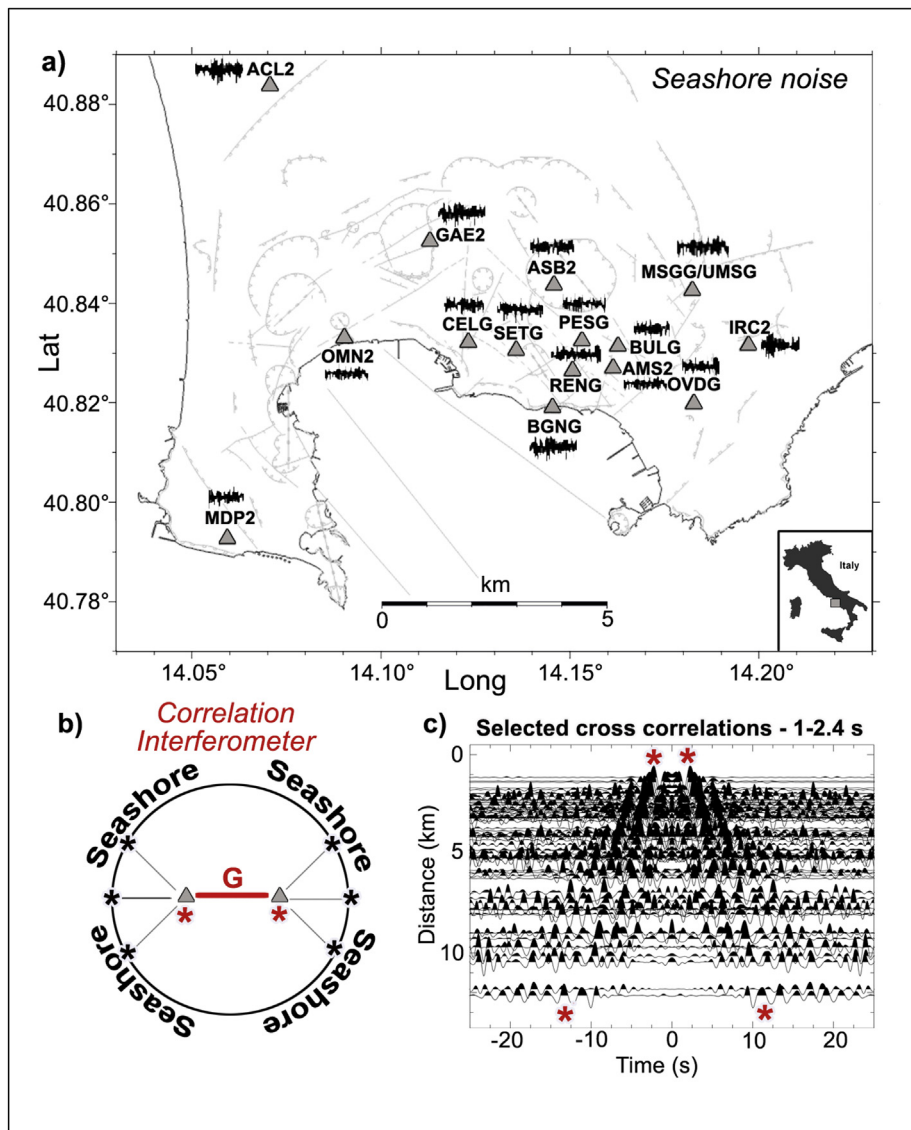 a)
Seashore noise
ACL2
40.88°
40.86°
GAE2
ASB2
MSGG/UMSG
40.84°
CELG
SETG
PESG
BULG
IRC2
Lat
OMN2
RENG
AMS2
OVDG
40.82°
BGNG
40.80°
MDP2
Italy
km
40.78°
0
5
14.05°
14.10°
14.15°
14.20°
Long
b)
Correlation
Interferometer
Seashore
Seashore
G
Seashore
Seashore
c)
Selected cross correlations - 1-2.4 s
0
5
10
Distance (km)
-20
-10
0
10
20
Time (s)